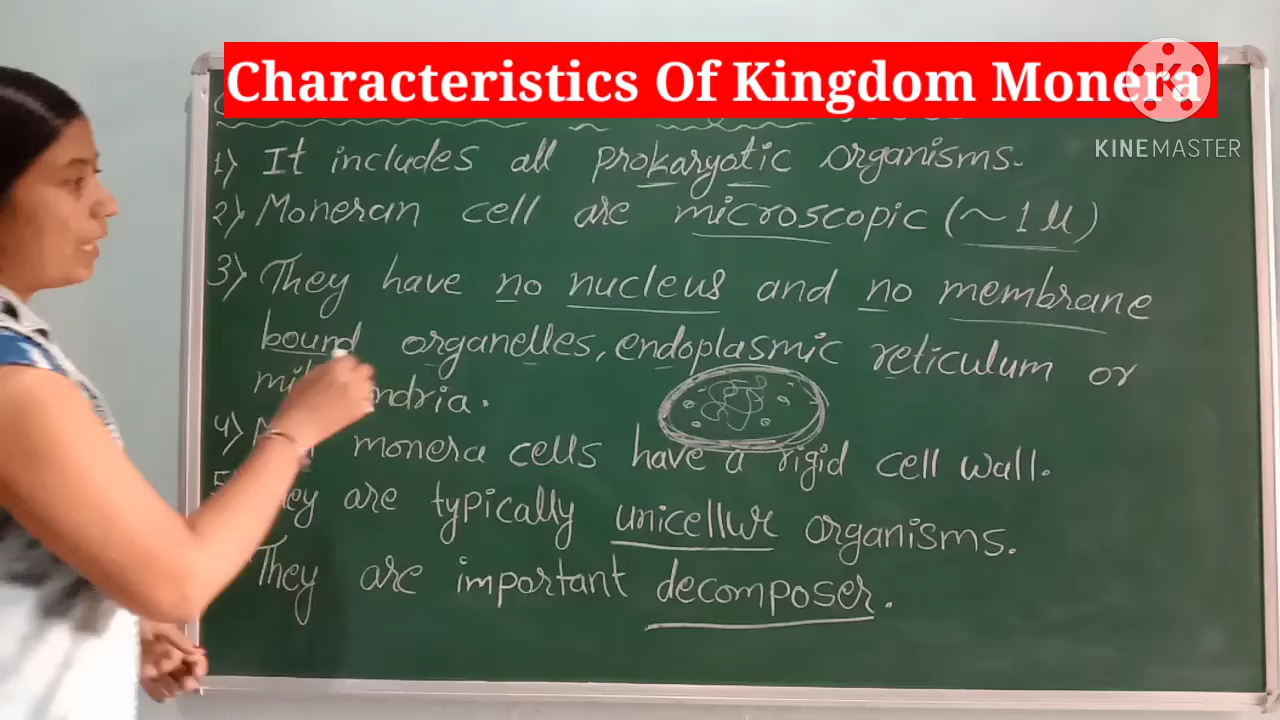 Characteristics Of Kingdom Monera
KINEMASTER
1) It includes all prokaryotic organisms.
2) Moneran cell are microscopic (~1µ)
3) They have no nucleus and no membrane
bound organelles, endoplasmic reticulum or
ndria.
4) monera cells have a rigid cell wall.
5 are typically unicellur organisms.
They are important decomposer.